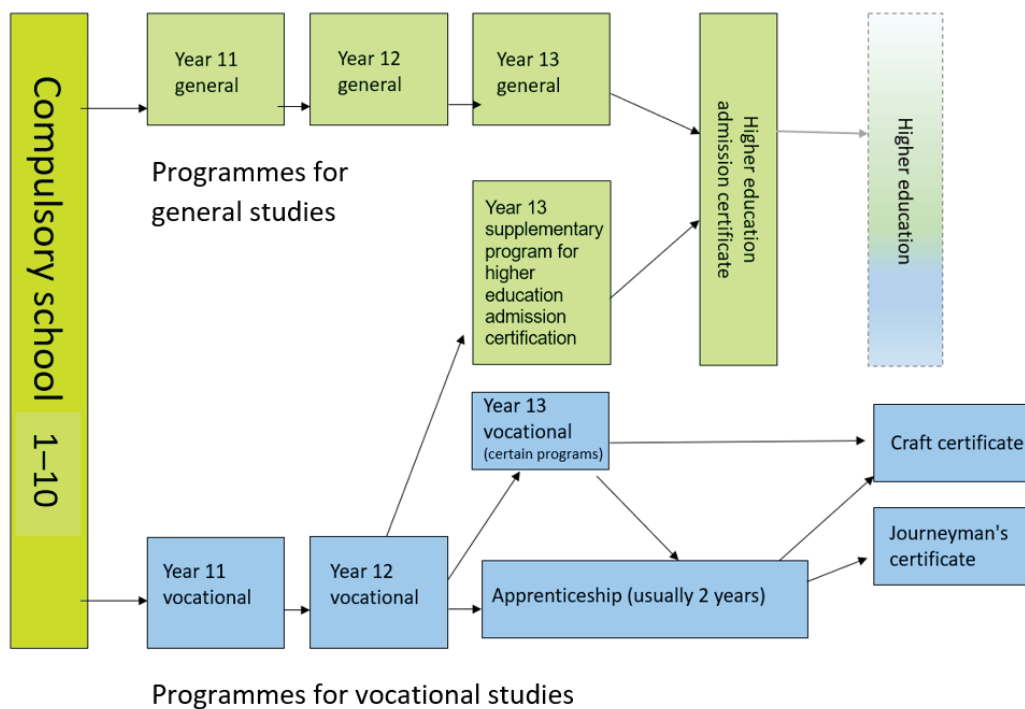 Compulsory school 1–10
Year 11
general
Year 12
general
Year 13
general
Higher education
admission certificate
Higher education
Programmes for
general studies
Year 13
supplementary
program for
higher
education
admission
certification
Year 13
vocational
(certain programs)
Craft certificate
Year 11
vocational
Year 12
vocational
Apprenticeship (usually 2 years)
Journeyman's
certificate
Programmes for vocational studies